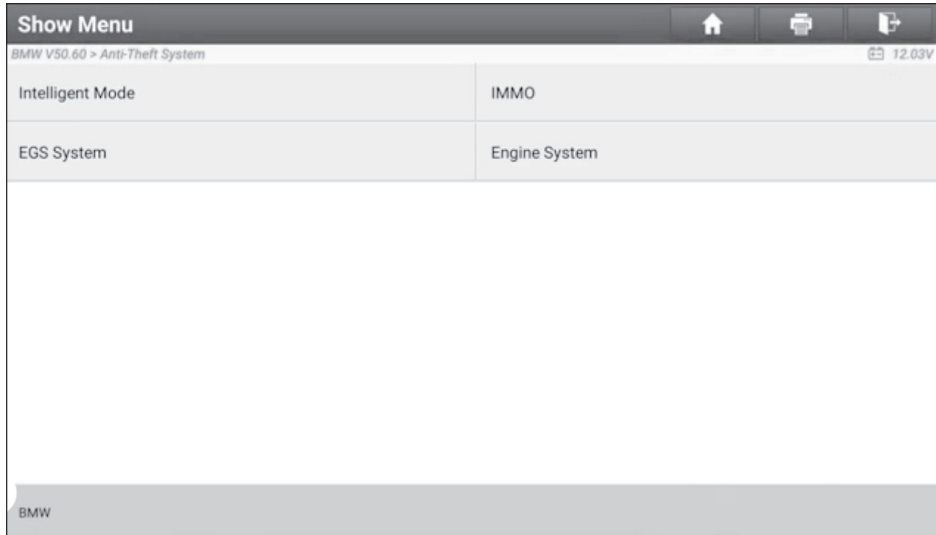 Show Menu
BMW V50.60 > Anti-Theft System
12.03V
Intelligent Mode
IMMO
EGS System
Engine System
BMW